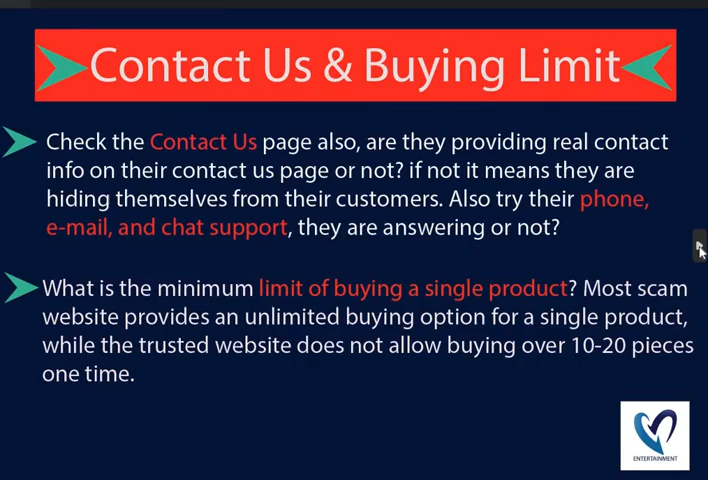 Contact Us & Buying Limit
Check the Contact Us page also, are they providing real contact
info on their contact us page or not? if not it means they are
hiding themselves from their customers. Also try their phone,
e-mail, and chat support, they are answering or not?
What is the minimum limit of buying a single product? Most scam
website provides an unlimited buying option for a single product,
while the trusted website does not allow buying over 10-20 pieces
one time.
ENTERTAINMENT